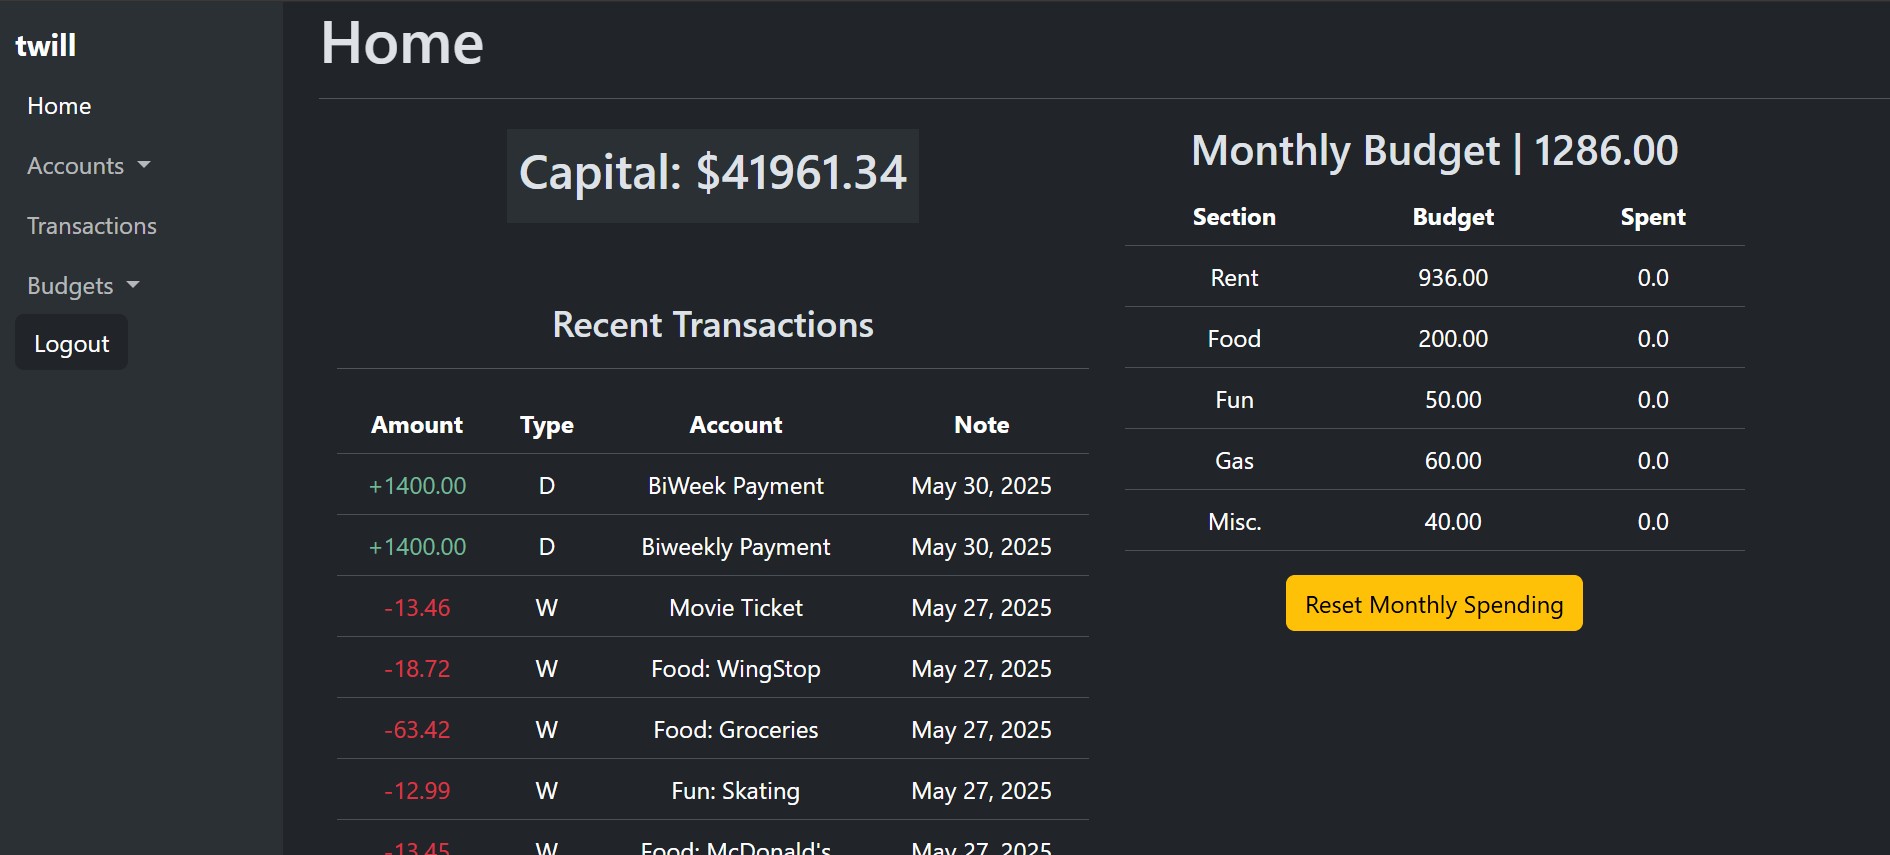 twill
Home
Accounts
Transactions
Budgets
Logout
Home
Capital: $41961.34
Recent Transactions
Amount Type Account Note
+1400.00 D BiWeek Payment May 30, 2025
+1400.00 D Biweekly Payment May 30, 2025
-13.46 W Movie Ticket May 27, 2025
-18.72 W Food: WingStop May 27, 2025
-63.42 W Food: Groceries May 27, 2025
-12.99 W Fun: Skating May 27, 2025
-13.45 W Food: McDonald's May 27, 2025
Monthly Budget | 1286.00
Section Budget Spent
Rent 936.00 0.0
Food 200.00 0.0
Fun 50.00 0.0
Gas 60.00 0.0
Misc. 40.00 0.0
Reset Monthly Spending